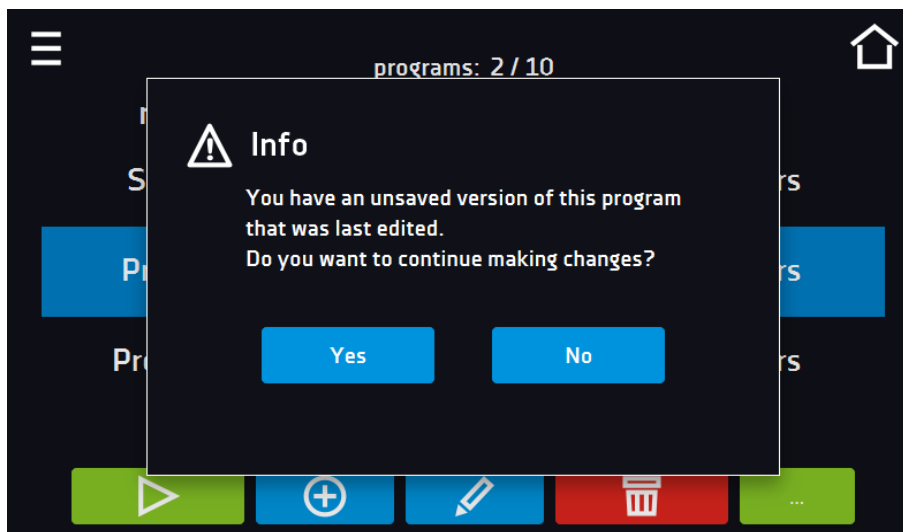 programs: 2 / 10
Info
You have an unsaved version of this program
that was last edited.
Do you want to continue making changes?
Yes
No
...